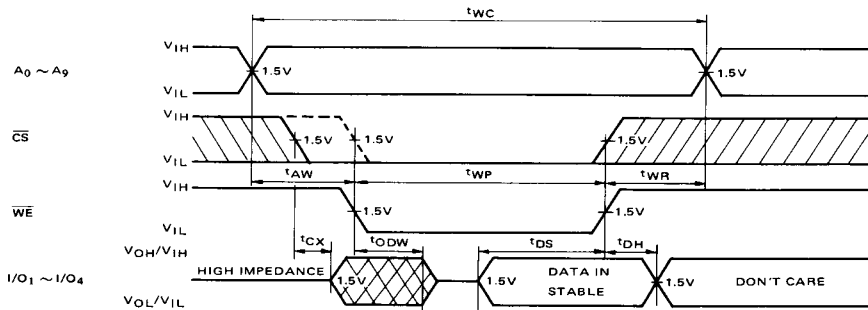 tWC
VIH
A0 ~ A9
1.5V
1.5V
VIL
VIH
CS
1.5V
1.5V
1.5V
VIL
tAW
tWP
tWR
VIH
WE
1.5V
1.5V
VIL
tCX
tODW
tDS
tDH
VOH/VIH
I/O1 ~ I/O4
HIGH IMPEDANCE
1.5V
1.5V
DATA IN
STABLE
1.5V
DON'T CARE
VOL/VIL